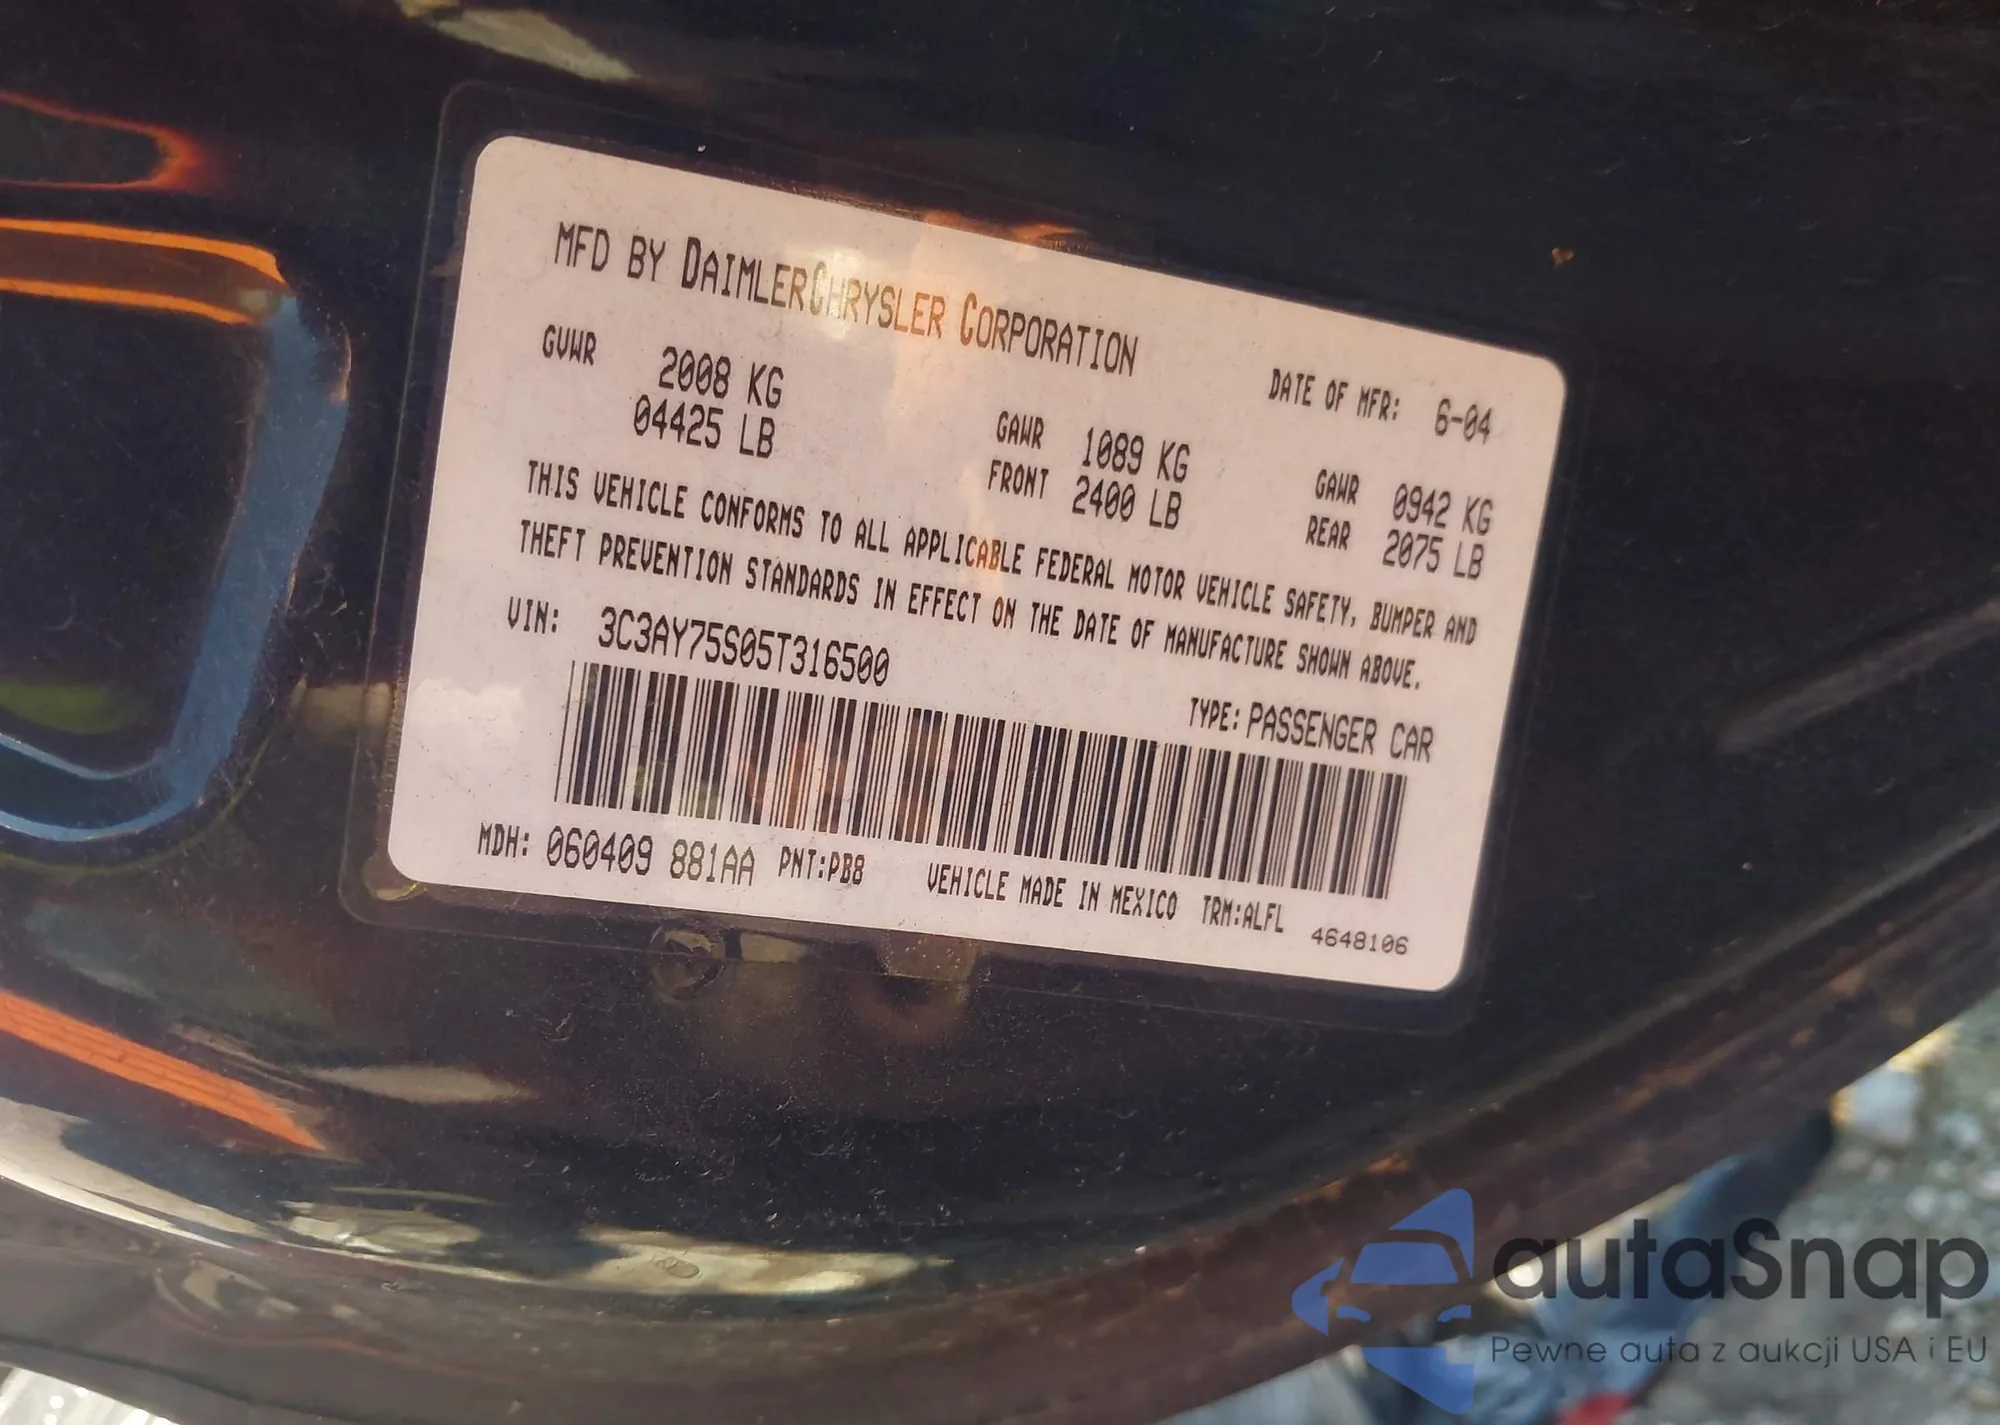 MFD BY DAIMLERCHRYSLER CORPORATION
DATE OF MFR: 6-04
GVWR 2008 KG
04425 LB
GAWR 1089 KG
FRONT 2400 LB
GAWR 0942 KG
REAR 2075 LB
THIS VEHICLE CONFORMS TO ALL APPLICABLE FEDERAL MOTOR VEHICLE SAFETY, BUMPER AND
THEFT PREVENTION STANDARDS IN EFFECT ON THE DATE OF MANUFACTURE SHOWN ABOVE.
VIN: 3C3AY75S05T316500
TYPE: PASSENGER CAR
MDH: 060409 881AA PNT:PB8 VEHICLE MADE IN MEXICO TRM:ALFL 4648106
autaSnap
Pewne auta z aukcji USA i EU